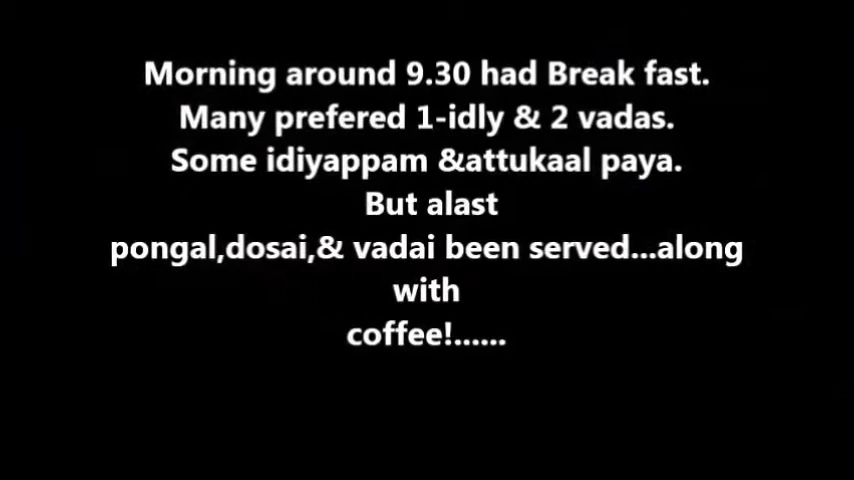 Morning around 9.30 had Break fast.
Many prefered 1-idly & 2 vadas.
Some idiyappam &attukaal paya.
But alast
pongal,dosai,& vadai been served...along
with
coffee!......